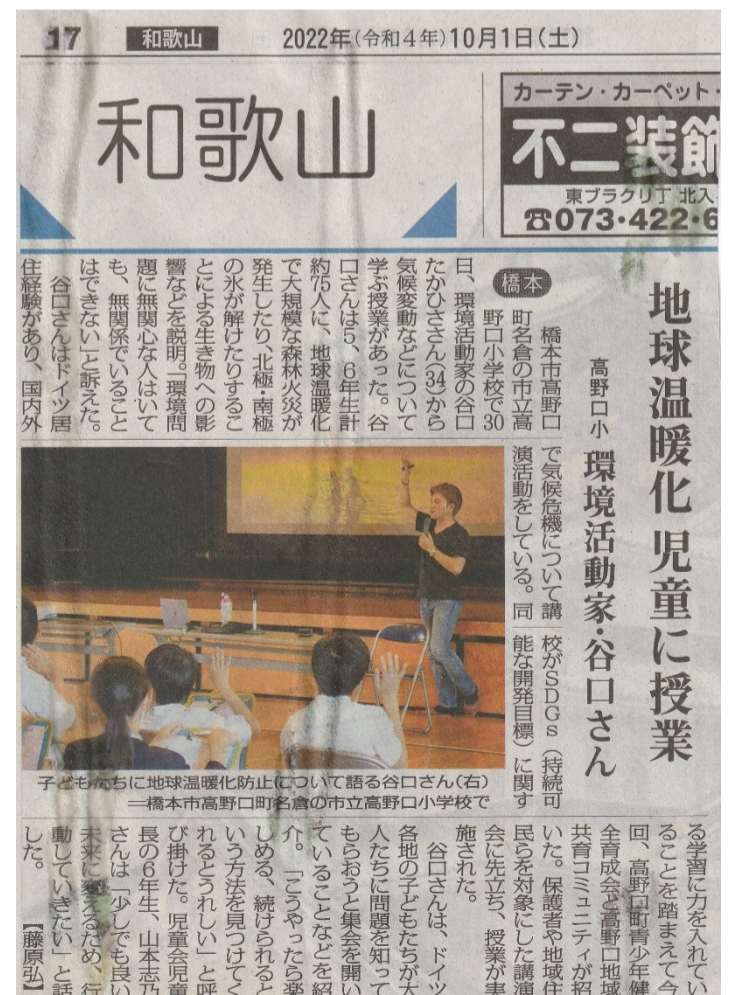 17
和歌山
2022年(令和4年)10月1日(土)
和歌山
カーテン・カーペット・
不二装飾
東ブラクリ丁 北入
☎073・422・6
地球温暖化 児童に授業
高野口小 環境活動家・谷口さん
橋本
橋本市高野口
町名倉の市立高
野口小学校で30
日、環境活動家の谷口
たかひささん(34)から
気候変動などについて
学ぶ授業があった。谷
口さんは5、6年生計
約75人に、地球温暖化
で大規模な森林火災が
発生したり、北極・南極
の氷が解けたりするこ
とによる生き物への影
響などを説明。「環境問
題に無関心な人はいて
も、無関係でいること
はできない」と訴えた。
谷口さんはドイツ居
住経験があり、国内外
で気候危機について講
演活動をしている。同
校がSDGs（持続可
能な開発目標）に関す
子どもたちに地球温暖化防止について語る谷口さん(右)
＝橋本市高野口町名倉の市立高野口小学校で
る学習に力を入れてい
ることを踏まえて今
回、高野口町青少年健
全育成会と高野口地域
共育コミュニティが招
いた。保護者や地域住
民らを対象にした講演
会に先立ち、授業が実
施された。
谷口さんは、ドイツ
各地の子どもたちが大
人たちに問題を知って
もらおうと集会を開い
ていることなどを紹
介。「こうやったら楽
しめる、続けられると
いう方法を見つけてく
れるとうれしい」と呼
び掛けた。児童会児童
長の6年生、山本志乃
さんは「少しでも良い
未来に変えるため、行
動していきたい」と話
した。【藤原弘】